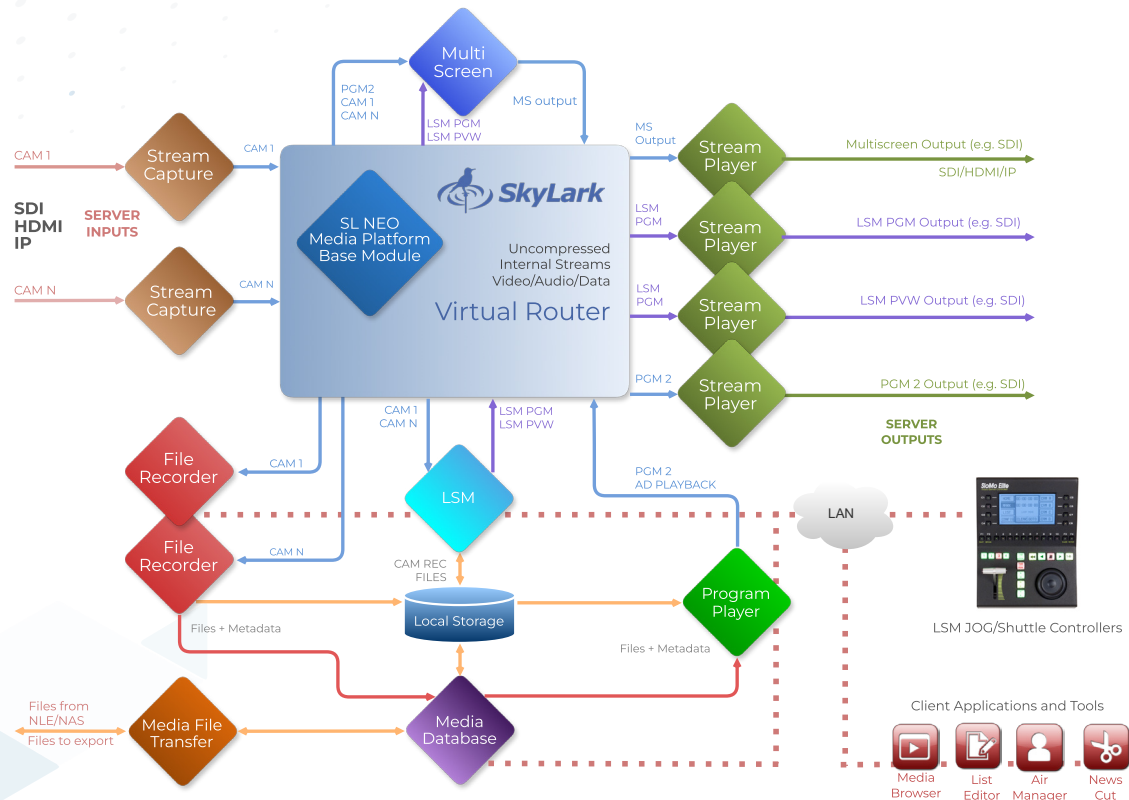 Multi
Screen
PGM2
CAM 1
CAM N
MS output
LSM PGM
LSM PVW
CAM 1
Stream
Capture
CAM 1
SDI
HDMI
IP
SERVER
INPUTS
CAM N
Stream
Capture
CAM N
SL NEO
Media Platform
Base Module
SkyLark
Uncompressed
Internal Streams
Video/Audio/Data
Virtual Router
MS
Output
Stream
Player
Multiscreen Output (e.g. SDI)
SDI/HDMI/IP
LSM
PGM
Stream
Player
LSM PGM Output (e.g. SDI)
LSM
PGM
Stream
Player
LSM PVW Output (e.g. SDI)
PGM 2
Stream
Player
PGM 2 Output (e.g. SDI)
SERVER
OUTPUTS
CAM 1
CAM N
LSM PGM
LSM PVW
File
Recorder
CAM 1
LSM
PGM 2
AD PLAYBACK
LAN
SloMo Elite
File
Recorder
CAM N
CAM REC
FILES
Local Storage
Program
Player
LSM JOG/Shuttle Controllers
Files + Metadata
Files + Metadata
Files from
NLE/NAS
Files to export
Media File
Transfer
Media
Database
Client Applications and Tools
Media
Browser
List
Editor
Air
Manager
News
Cut